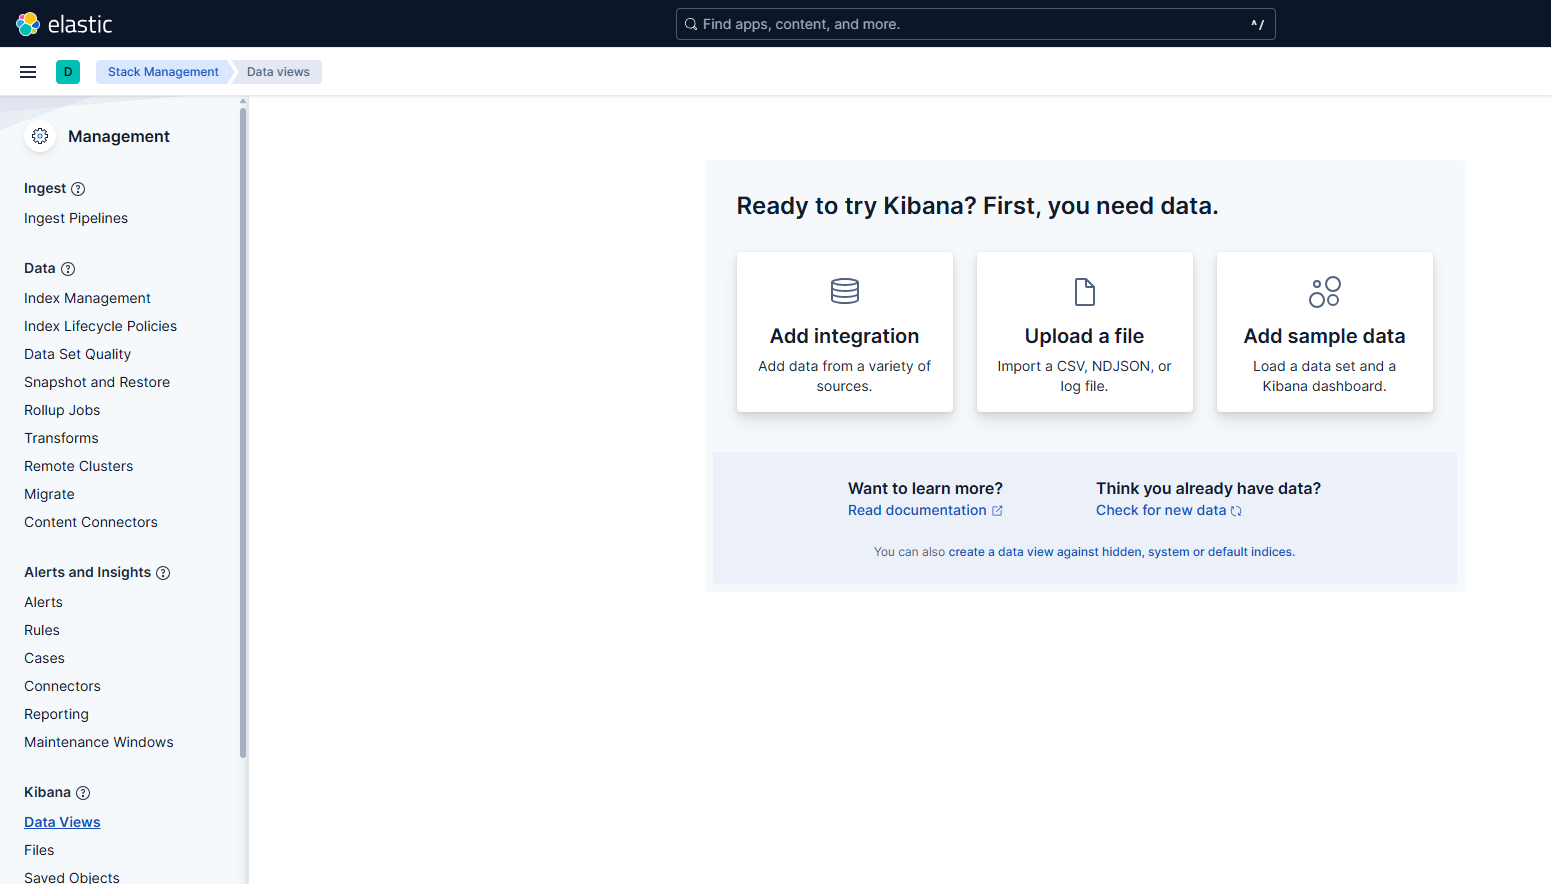 elastic
Find apps, content, and more.
^/
D
Stack Management
Data views
Management
Ingest
Ingest Pipelines
Data
Index Management
Index Lifecycle Policies
Data Set Quality
Snapshot and Restore
Rollup Jobs
Transforms
Remote Clusters
Migrate
Content Connectors
Alerts and Insights
Alerts
Rules
Cases
Connectors
Reporting
Maintenance Windows
Kibana
Data Views
Files
Saved Objects
Ready to try Kibana? First, you need data.
Add integration
Add data from a variety of
sources.
Upload a file
Import a CSV, NDJSON, or
log file.
Add sample data
Load a data set and a
Kibana dashboard.
Want to learn more?
Read documentation
Think you already have data?
Check for new data
You can also create a data view against hidden, system or default indices.